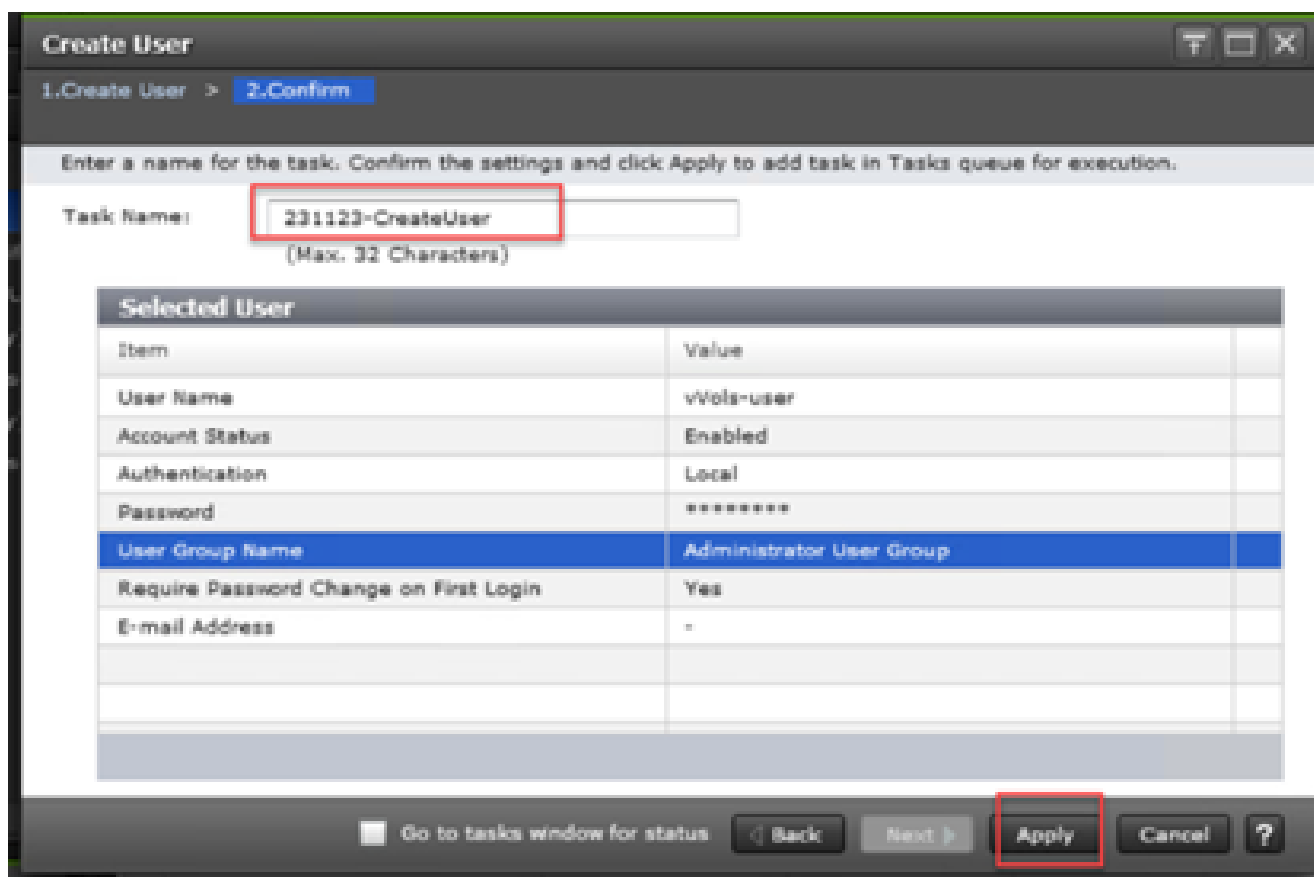 Create User
1.Create User > 2.Confirm
Enter a name for the task. Confirm the settings and click Apply to add task in Tasks queue for execution.
Task Name: 231123-CreateUser
(Max. 32 Characters)
Selected User
Item Value
User Name vVols-user
Account Status Enabled
Authentication Local
Password ********
User Group Name Administrator User Group
Require Password Change on First Login Yes
E-mail Address -
Go to tasks window for status Back Next Apply Cancel ?